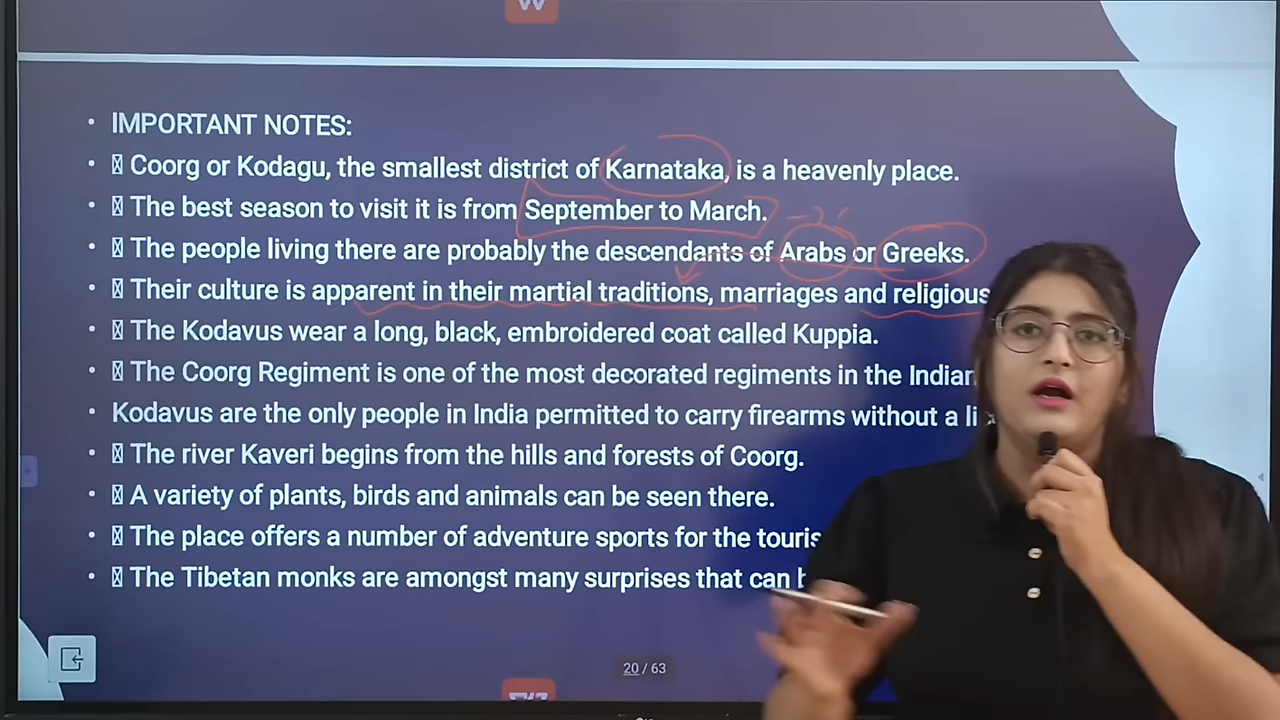 • IMPORTANT NOTES:
• Coorg or Kodagu, the smallest district of Karnataka, is a heavenly place.
• The best season to visit it is from September to March.
• The people living there are probably the descendants of Arabs or Greeks.
• Their culture is apparent in their martial traditions, marriages and religious
• The Kodavus wear a long, black, embroidered coat called Kuppia.
• The Coorg Regiment is one of the most decorated regiments in the Indian
• Kodavus are the only people in India permitted to carry firearms without a
• The river Kaveri begins from the hills and forests of Coorg.
• A variety of plants, birds and animals can be seen there.
• The place offers a number of adventure sports for the
• The Tibetan monks are amongst many surprises that can
20 / 63